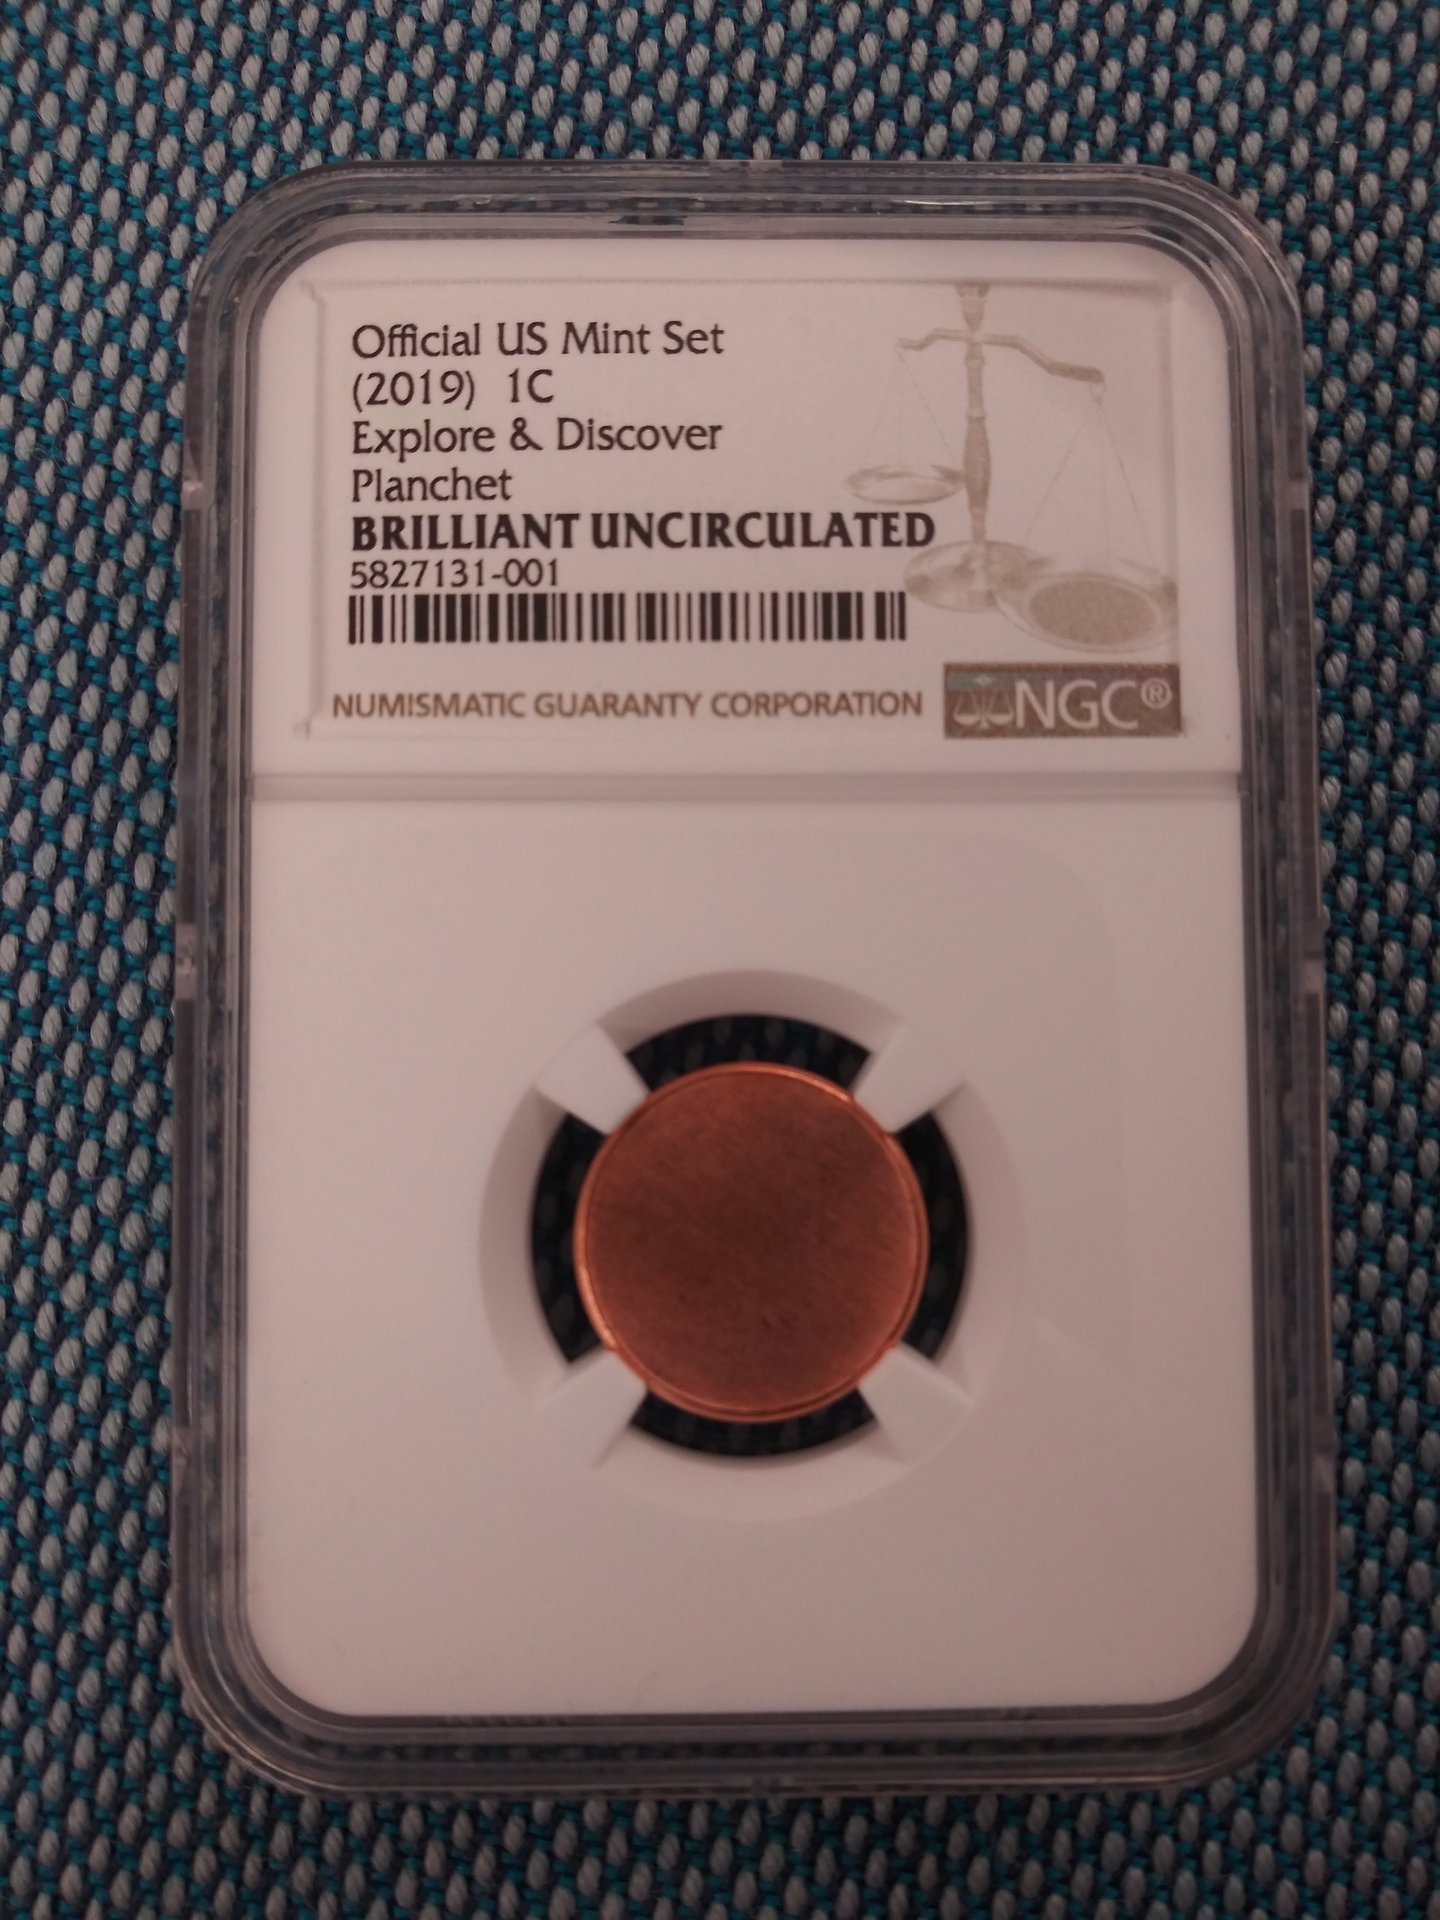 Official US Mint Set
(2019) 1C
Explore & Discover
Planchet
BRILLIANT UNCIRCULATED
5827131-001
NUMISMATIC GUARANTY CORPORATION NGC®